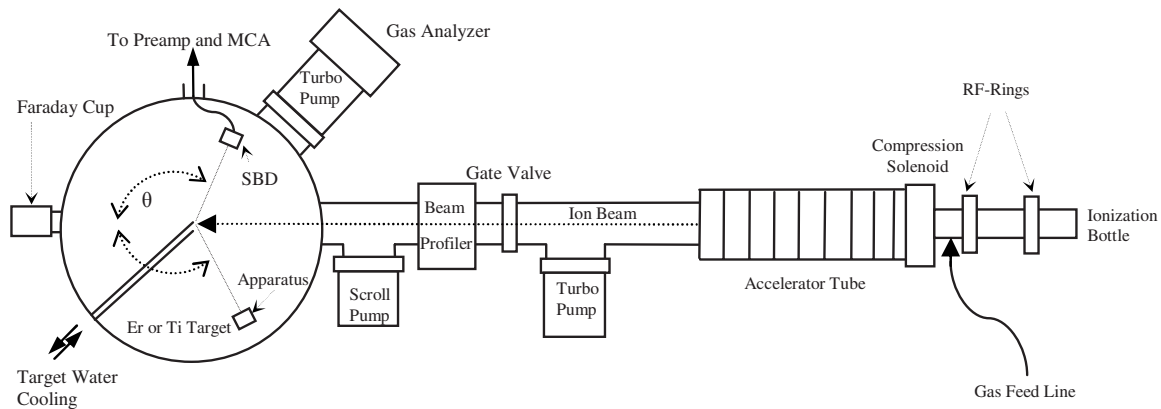 To Preamp and MCA
Gas Analyzer
Turbo
Pump
Faraday Cup
RF-Rings
Compression
Solenoid
SBD
Gate Valve
θ
Beam
Profiler
Ion Beam
Ionization
Bottle
Apparatus
Scroll
Pump
Turbo
Pump
Accelerator Tube
Er or Ti Target
Target Water
Cooling
Gas Feed Line